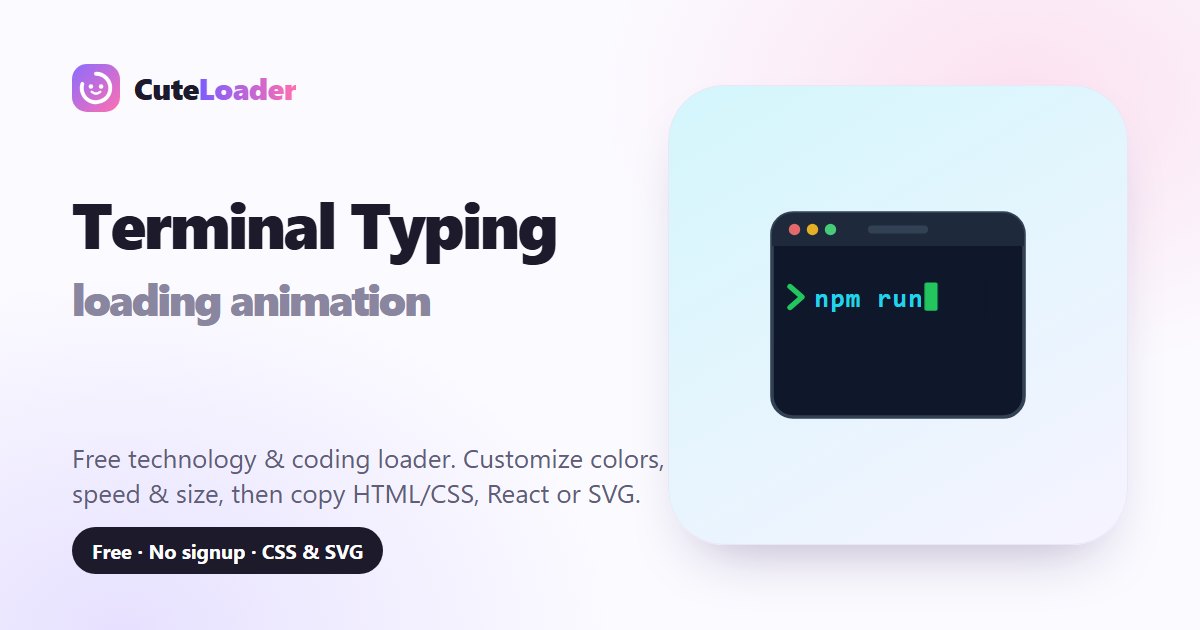 CuteLoader
Terminal Typing
loading animation
Free technology & coding loader. Customize colors,
speed & size, then copy HTML/CSS, React or SVG.
Free · No signup · CSS & SVG
npm run